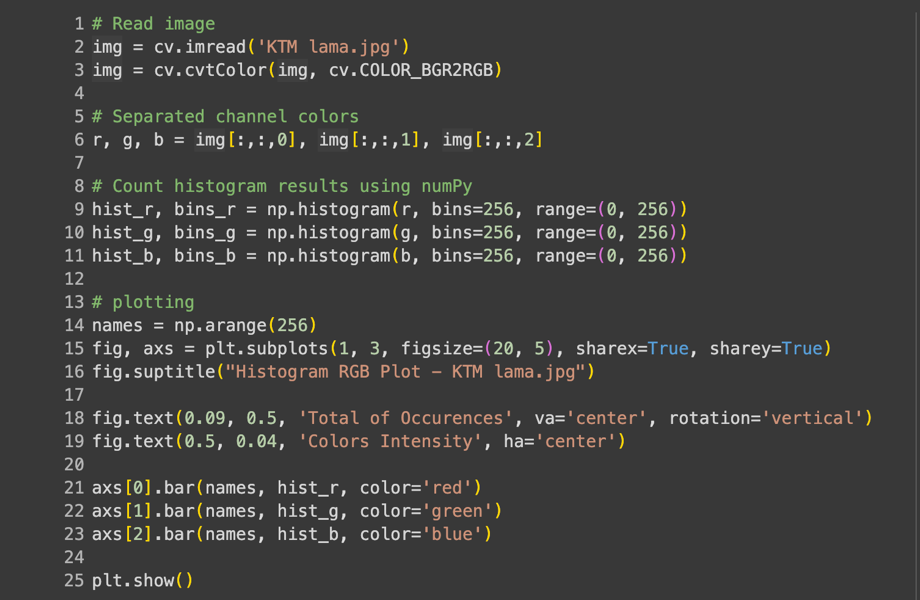 1 # Read image
2 img = cv.imread('KTM lama.jpg')
3 img = cv.cvtColor(img, cv.COLOR_BGR2RGB)
4
5 # Separated channel colors
6 r, g, b = img[:,:,0], img[:,:,1], img[:,:,2]
7
8 # Count histogram results using numPy
9 hist_r, bins_r = np.histogram(r, bins=256, range=(0, 256))
10 hist_g, bins_g = np.histogram(g, bins=256, range=(0, 256))
11 hist_b, bins_b = np.histogram(b, bins=256, range=(0, 256))
12
13 # plotting
14 names = np.arange(256)
15 fig, axs = plt.subplots(1, 3, figsize=(20, 5), sharex=True, sharey=True)
16 fig.suptitle("Histogram RGB Plot – KTM lama.jpg")
17
18 fig.text(0.09, 0.5, 'Total of Occurences', va='center', rotation='vertical')
19 fig.text(0.5, 0.04, 'Colors Intensity', ha='center')
20
21 axs[0].bar(names, hist_r, color='red')
22 axs[1].bar(names, hist_g, color='green')
23 axs[2].bar(names, hist_b, color='blue')
24
25 plt.show()